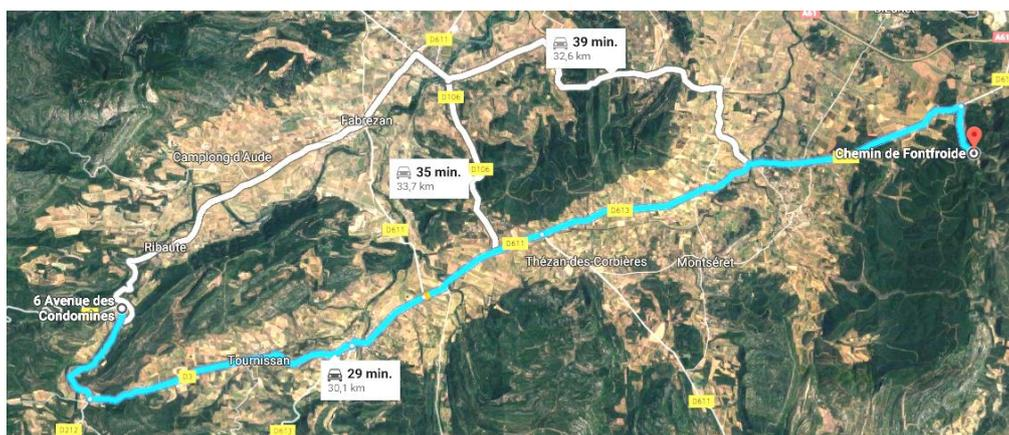 D611
39 min.
32,6 km
A61
D106
Fabrezan
Camplong d'Aude
35 min.
33,7 km
D106
Chemin de Fontfroide
D613
D611
D611
Ribaute
Thézan-des-Corbières
Montséret
6 Avenue des
Condomines
Tournissan
29 min.
30,1 km
D3
D611
D212
D613